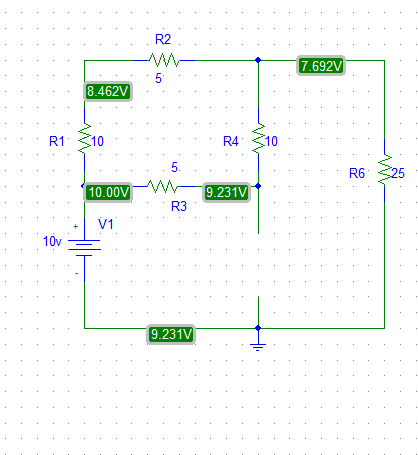 R2
7.692V
5
8.462V
R1 10
R4 10
5
R6 25
10.00V
9.231V
R3
+
V1
10v
-
9.231V